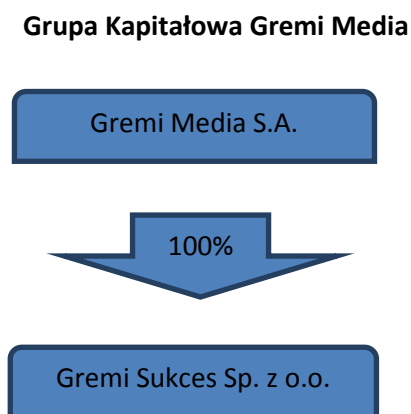 Grupa Kapitałowa Gremi Media
Gremi Media S.A.
100%
Gremi Sukces Sp. z o.o.